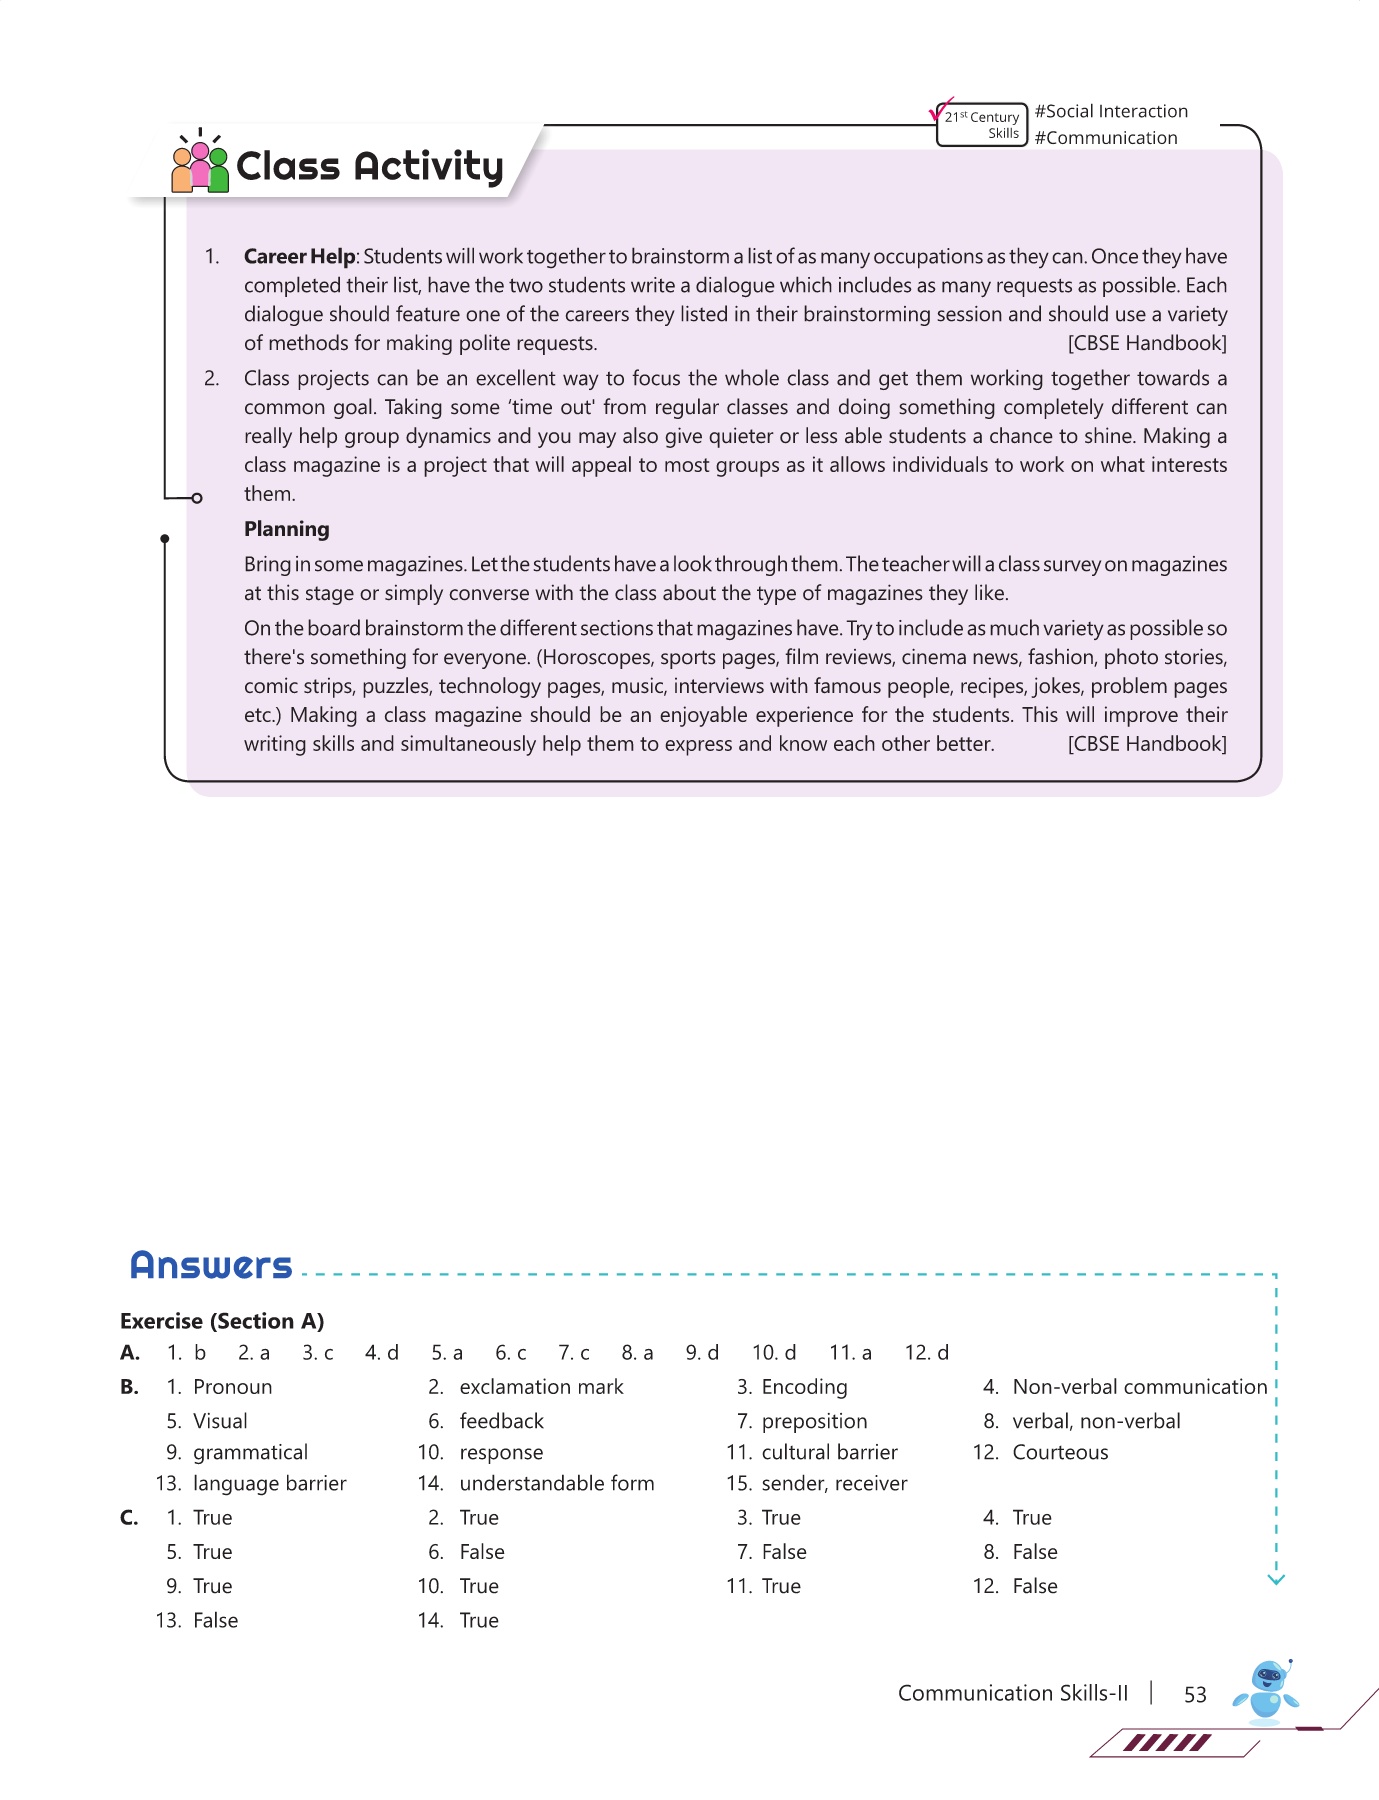 21st Century
Skills
#Social Interaction
#Communication
Class Activity
1. Career Help: Students will work together to brainstorm a list of as many occupations as they can. Once they have
completed their list, have the two students write a dialogue which includes as many requests as possible. Each
dialogue should feature one of the careers they listed in their brainstorming session and should use a variety
of methods for making polite requests. [CBSE Handbook]
2. Class projects can be an excellent way to focus the whole class and get them working together towards a
common goal. Taking some ‘time out' from regular classes and doing something completely different can
really help group dynamics and you may also give quieter or less able students a chance to shine. Making a
class magazine is a project that will appeal to most groups as it allows individuals to work on what interests
them.
Planning
Bring in some magazines. Let the students have a look through them. The teacher will a class survey on magazines
at this stage or simply converse with the class about the type of magazines they like.
On the board brainstorm the different sections that magazines have. Try to include as much variety as possible so
there's something for everyone. (Horoscopes, sports pages, film reviews, cinema news, fashion, photo stories,
comic strips, puzzles, technology pages, music, interviews with famous people, recipes, jokes, problem pages
etc.) Making a class magazine should be an enjoyable experience for the students. This will improve their
writing skills and simultaneously help them to express and know each other better. [CBSE Handbook]
Answers
Exercise (Section A)
A. 1. b 2. a 3. c 4. d 5. a 6. c 7. c 8. a 9. d 10. d 11. a 12. d
B. 1. Pronoun 2. exclamation mark 3. Encoding 4. Non-verbal communication
5. Visual 6. feedback 7. preposition 8. verbal, non-verbal
9. grammatical 10. response 11. cultural barrier 12. Courteous
13. language barrier 14. understandable form 15. sender, receiver
C. 1. True 2. True 3. True 4. True
5. True 6. False 7. False 8. False
9. True 10. True 11. True 12. False
13. False 14. True
Communication Skills-II 53